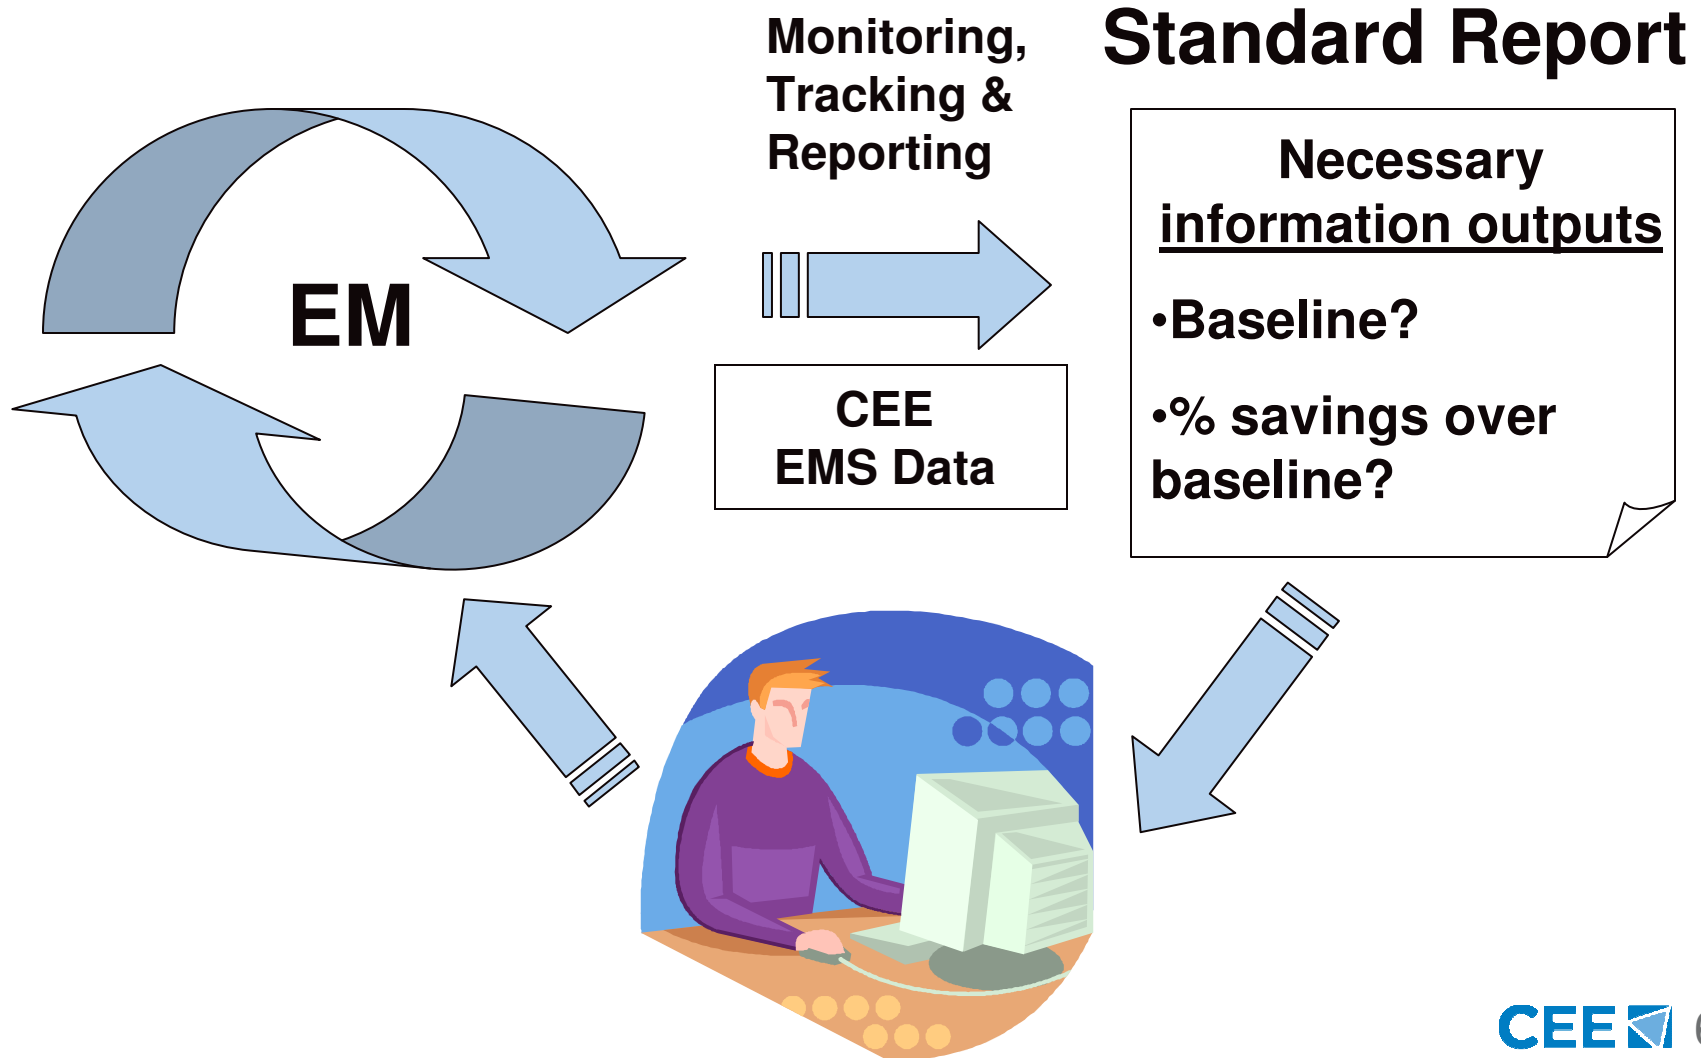 Monitoring,
Tracking &
Reporting
Standard Report
Necessary
information outputs
•Baseline?
•% savings over
baseline?
EM
CEE
EMS Data
CEE